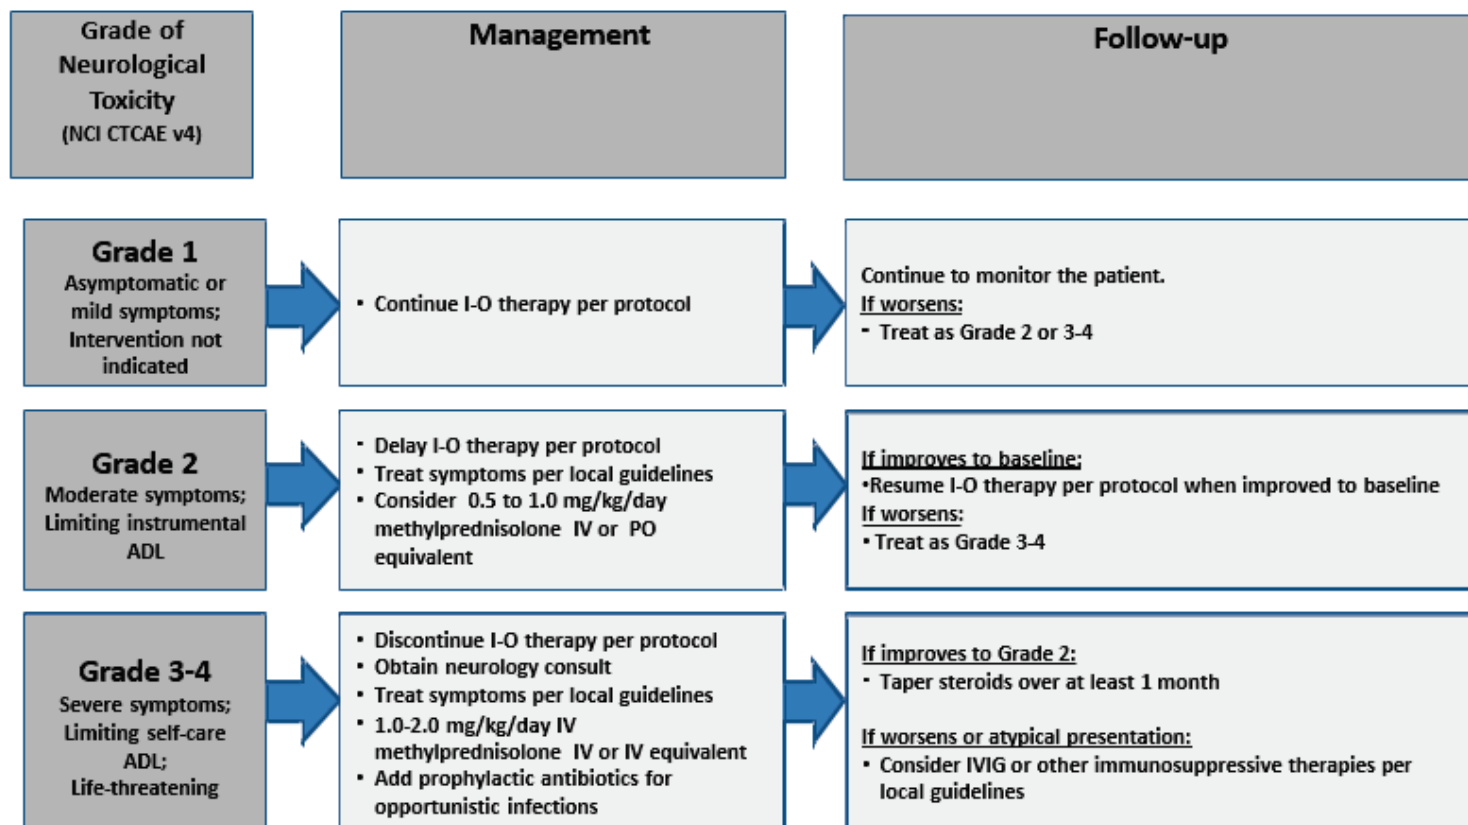 Grade of
Neurological
Toxicity
(NCI CTCAE v4)
Management
Follow-up
Grade 1
Asymptomatic or
mild symptoms;
Intervention not
indicated
• Continue I-O therapy per protocol
Continue to monitor the patient.
If worsens:
- Treat as Grade 2 or 3-4
Grade 2
Moderate symptoms;
Limiting instrumental
ADL
• Delay I-O therapy per protocol
• Treat symptoms per local guidelines
• Consider 0.5 to 1.0 mg/kg/day
methylprednisolone IV or PO
equivalent
If improves to baseline:
•Resume I-O therapy per protocol when improved to baseline
If worsens:
• Treat as Grade 3-4
Grade 3-4
Severe symptoms;
Limiting self-care
ADL;
Life-threatening
• Discontinue I-O therapy per protocol
• Obtain neurology consult
• Treat symptoms per local guidelines
• 1.0-2.0 mg/kg/day IV
methylprednisolone IV or IV equivalent
• Add prophylactic antibiotics for
opportunistic infections
If improves to Grade 2:
• Taper steroids over at least 1 month
If worsens or atypical presentation:
• Consider IVIG or other immunosuppressive therapies per
local guidelines